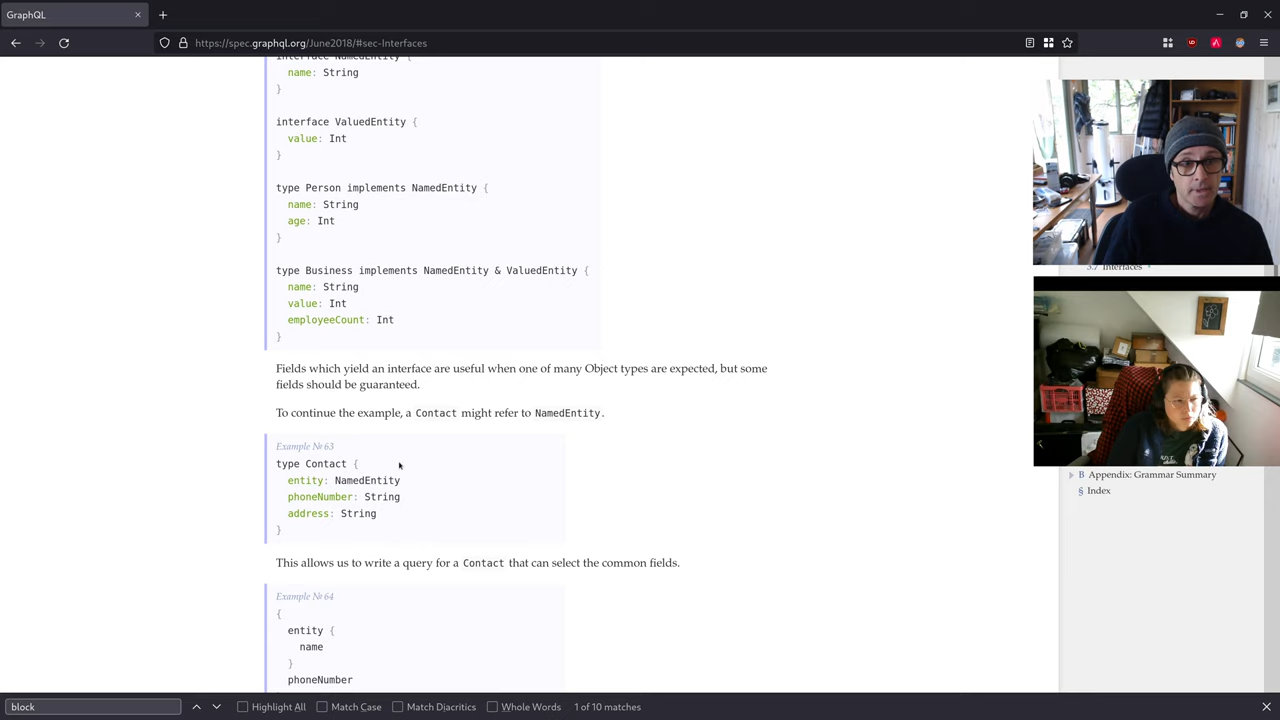 GraphQL
https://spec.graphql.org/June2018/#sec-Interfaces
interface NamedEntity {
name: String
}
interface ValuedEntity {
value: Int
}
type Person implements NamedEntity {
name: String
age: Int
}
type Business implements NamedEntity & ValuedEntity {
name: String
value: Int
employeeCount: Int
}
Fields which yield an interface are useful when one of many Object types are expected, but some
fields should be guaranteed.
To continue the example, a Contact might refer to NamedEntity.
Example № 63
type Contact {
entity: NamedEntity
phoneNumber: String
address: String
}
This allows us to write a query for a Contact that can select the common fields.
Example № 64
{
entity {
name
}
phoneNumber
3.7 Interfaces
B Appendix: Grammar Summary
§ Index
block
Highlight All
Match Case
Match Diacritics
Whole Words
1 of 10 matches